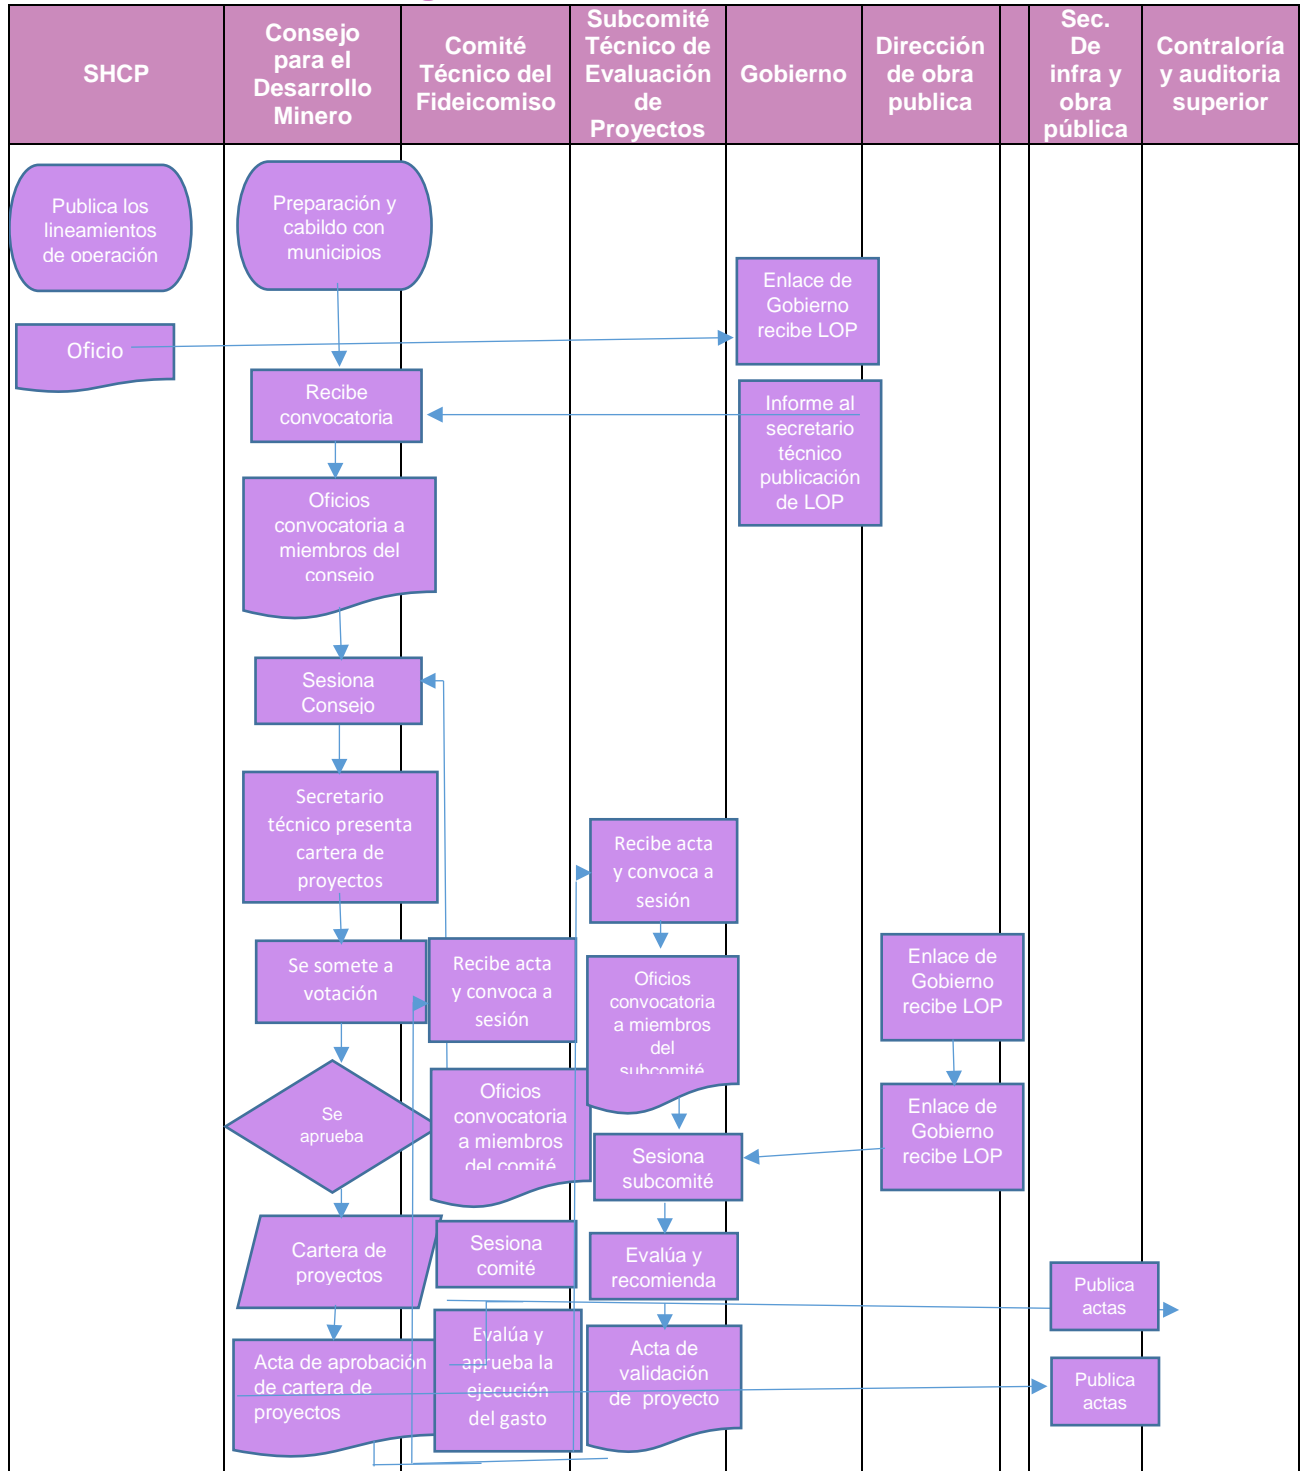 SHCP
Consejo
para el
Desarrollo
Minero
Comité
Técnico del
Fideicomiso
Subcomité
Técnico de
Evaluación
de
Proyectos
Gobierno
Dirección
de obra
publica
Sec.
De
infra y
obra
pública
Contraloría
y auditoria
superior
Publica los
lineamientos
de operación
Oficio
Preparación y
cabildo con
municipios
Recibe
convocatoria
Oficios
convocatoria a
miembros del
consejo
Sesiona
Consejo
Secretario
técnico presenta
cartera de
proyectos
Se somete a
votación
Se
aprueba
Cartera de
proyectos
Acta de aprobación
de cartera de
proyectos
Recibe acta
y convoca a
sesión
Oficios
convocatoria
a miembros
del comité
Sesiona
comité
Evalúa y
aprueba la
ejecución
del gasto
Recibe acta
y convoca a
sesión
Oficios
convocatoria
a miembros
del
subcomité
Sesiona
subcomité
Evalúa y
recomienda
Acta de
validación
de proyecto
Enlace de
Gobierno
recibe LOP
Informe al
secretario
técnico
publicación
de LOP
Enlace de
Gobierno
recibe LOP
Enlace de
Gobierno
recibe LOP
Publica
actas
Publica
actas